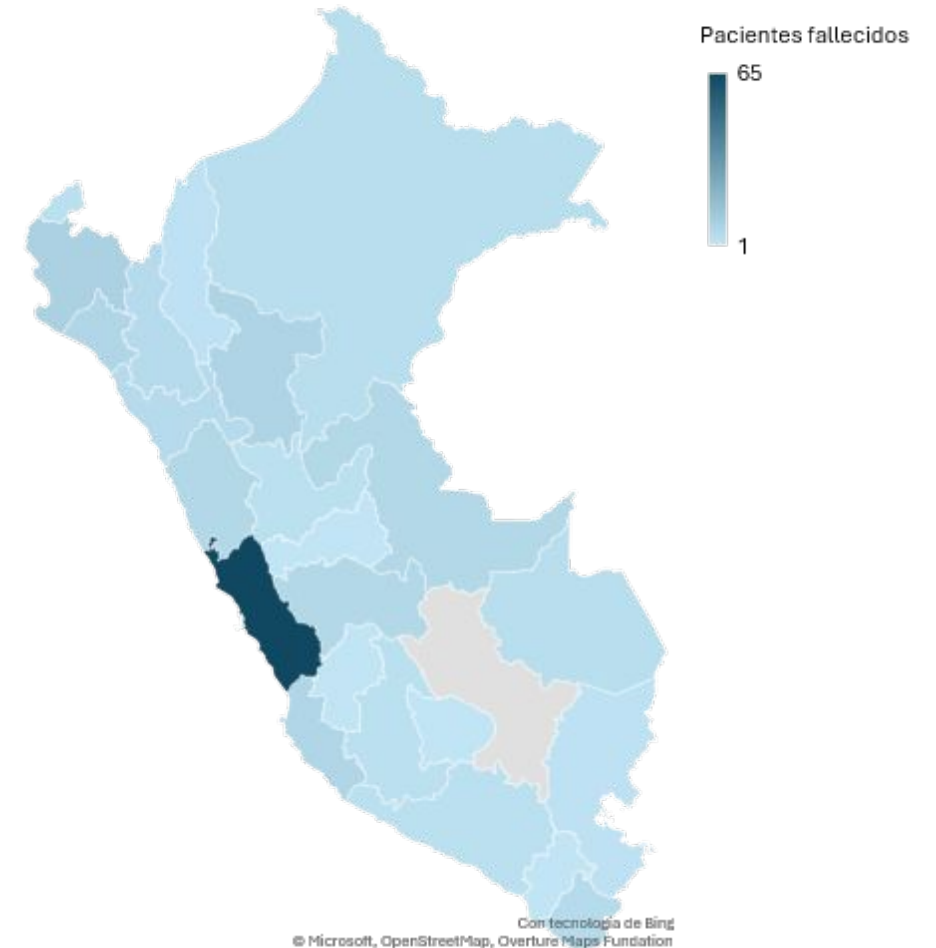 Pacientes fallecidos
65
1
Con tecnología de Bing
© Microsoft, OpenStreetMap, Overture Maps Fundation